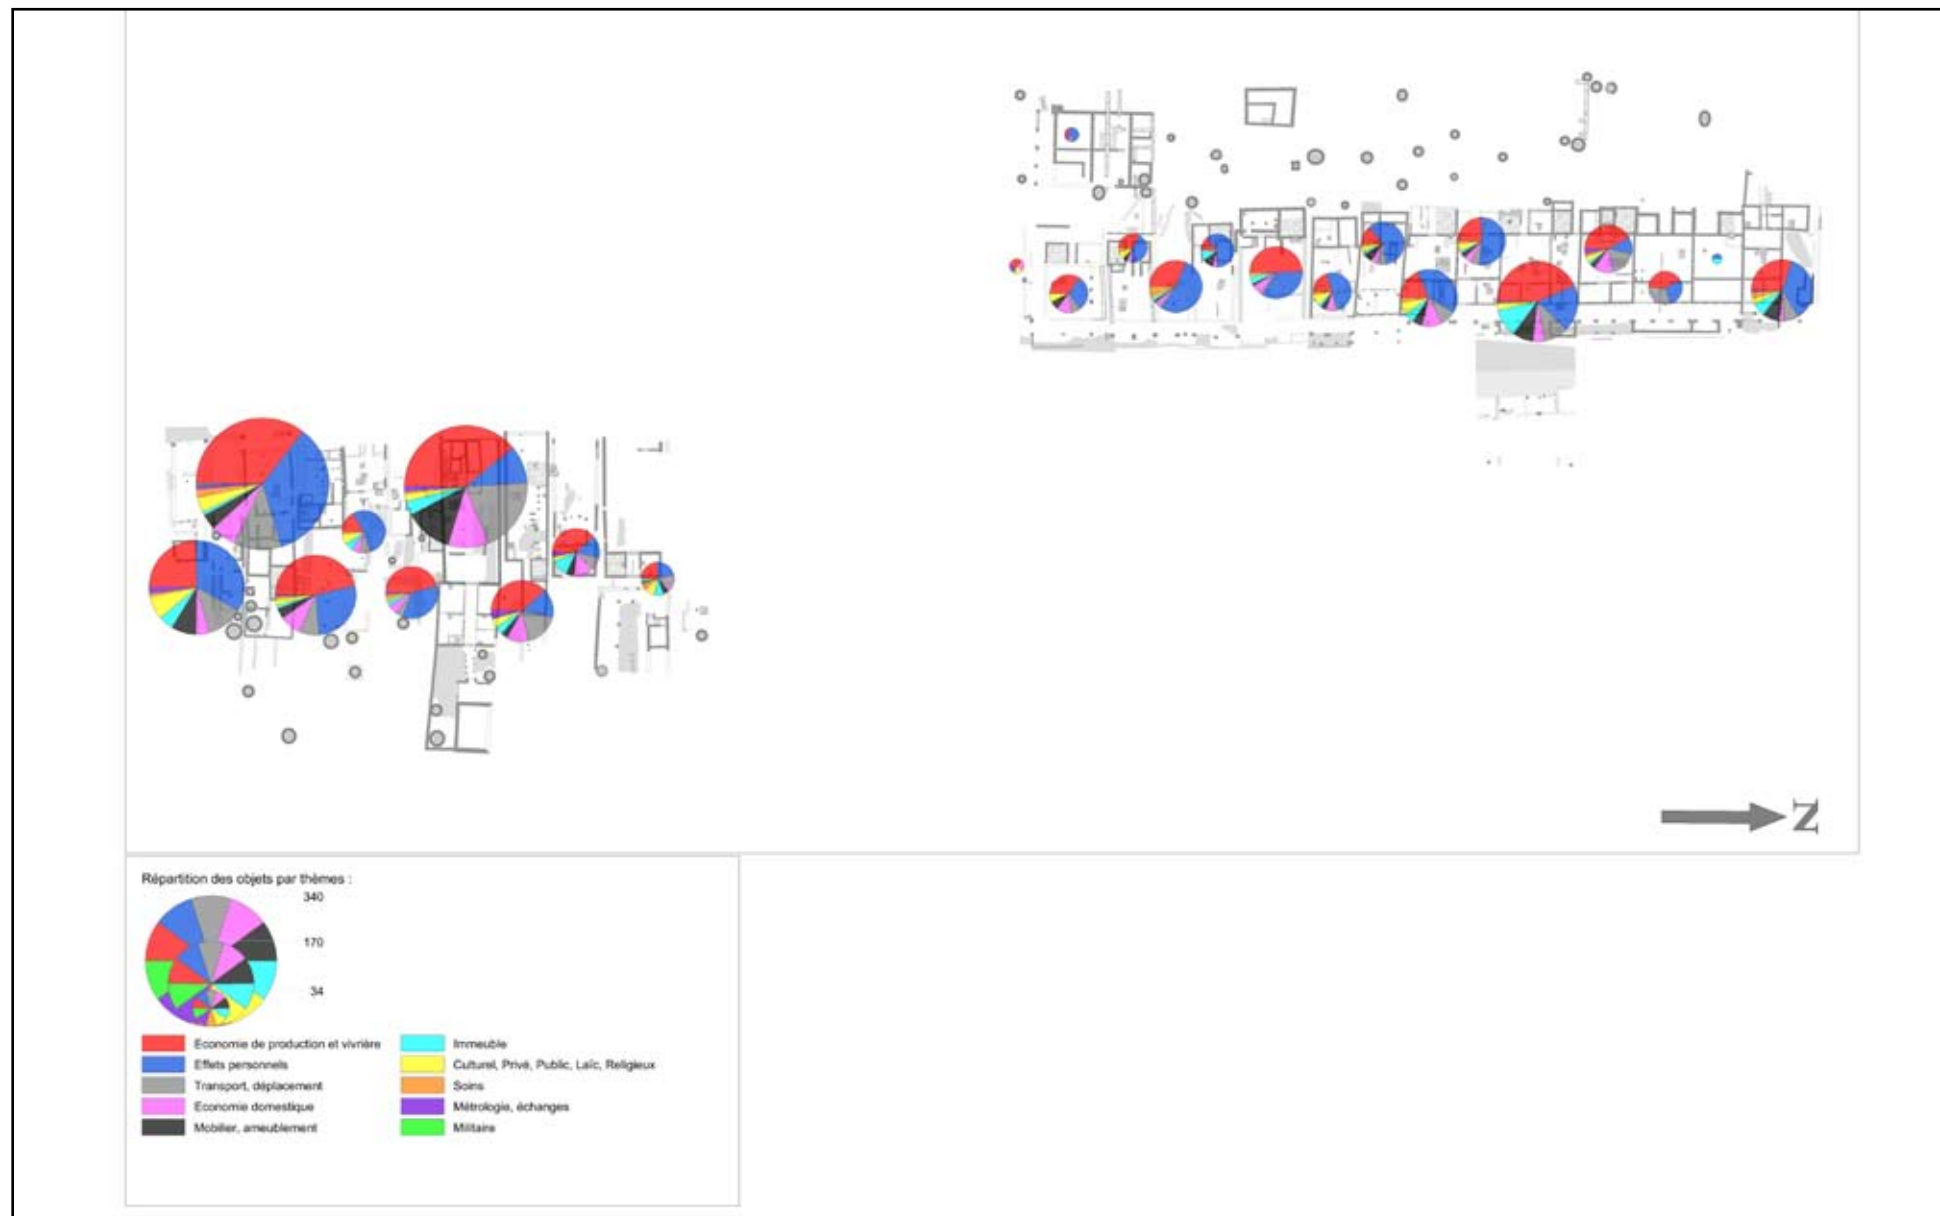 Z
Répartition des objets par thèmes :
340
170
34
Economie de production et vivrière
Effets personnels
Transport, déplacement
Economie domestique
Mobilier, ameublement
Immeuble
Culturel, Privé, Public, Laïc, Religieux
Soins
Métrologie, échanges
Militaire